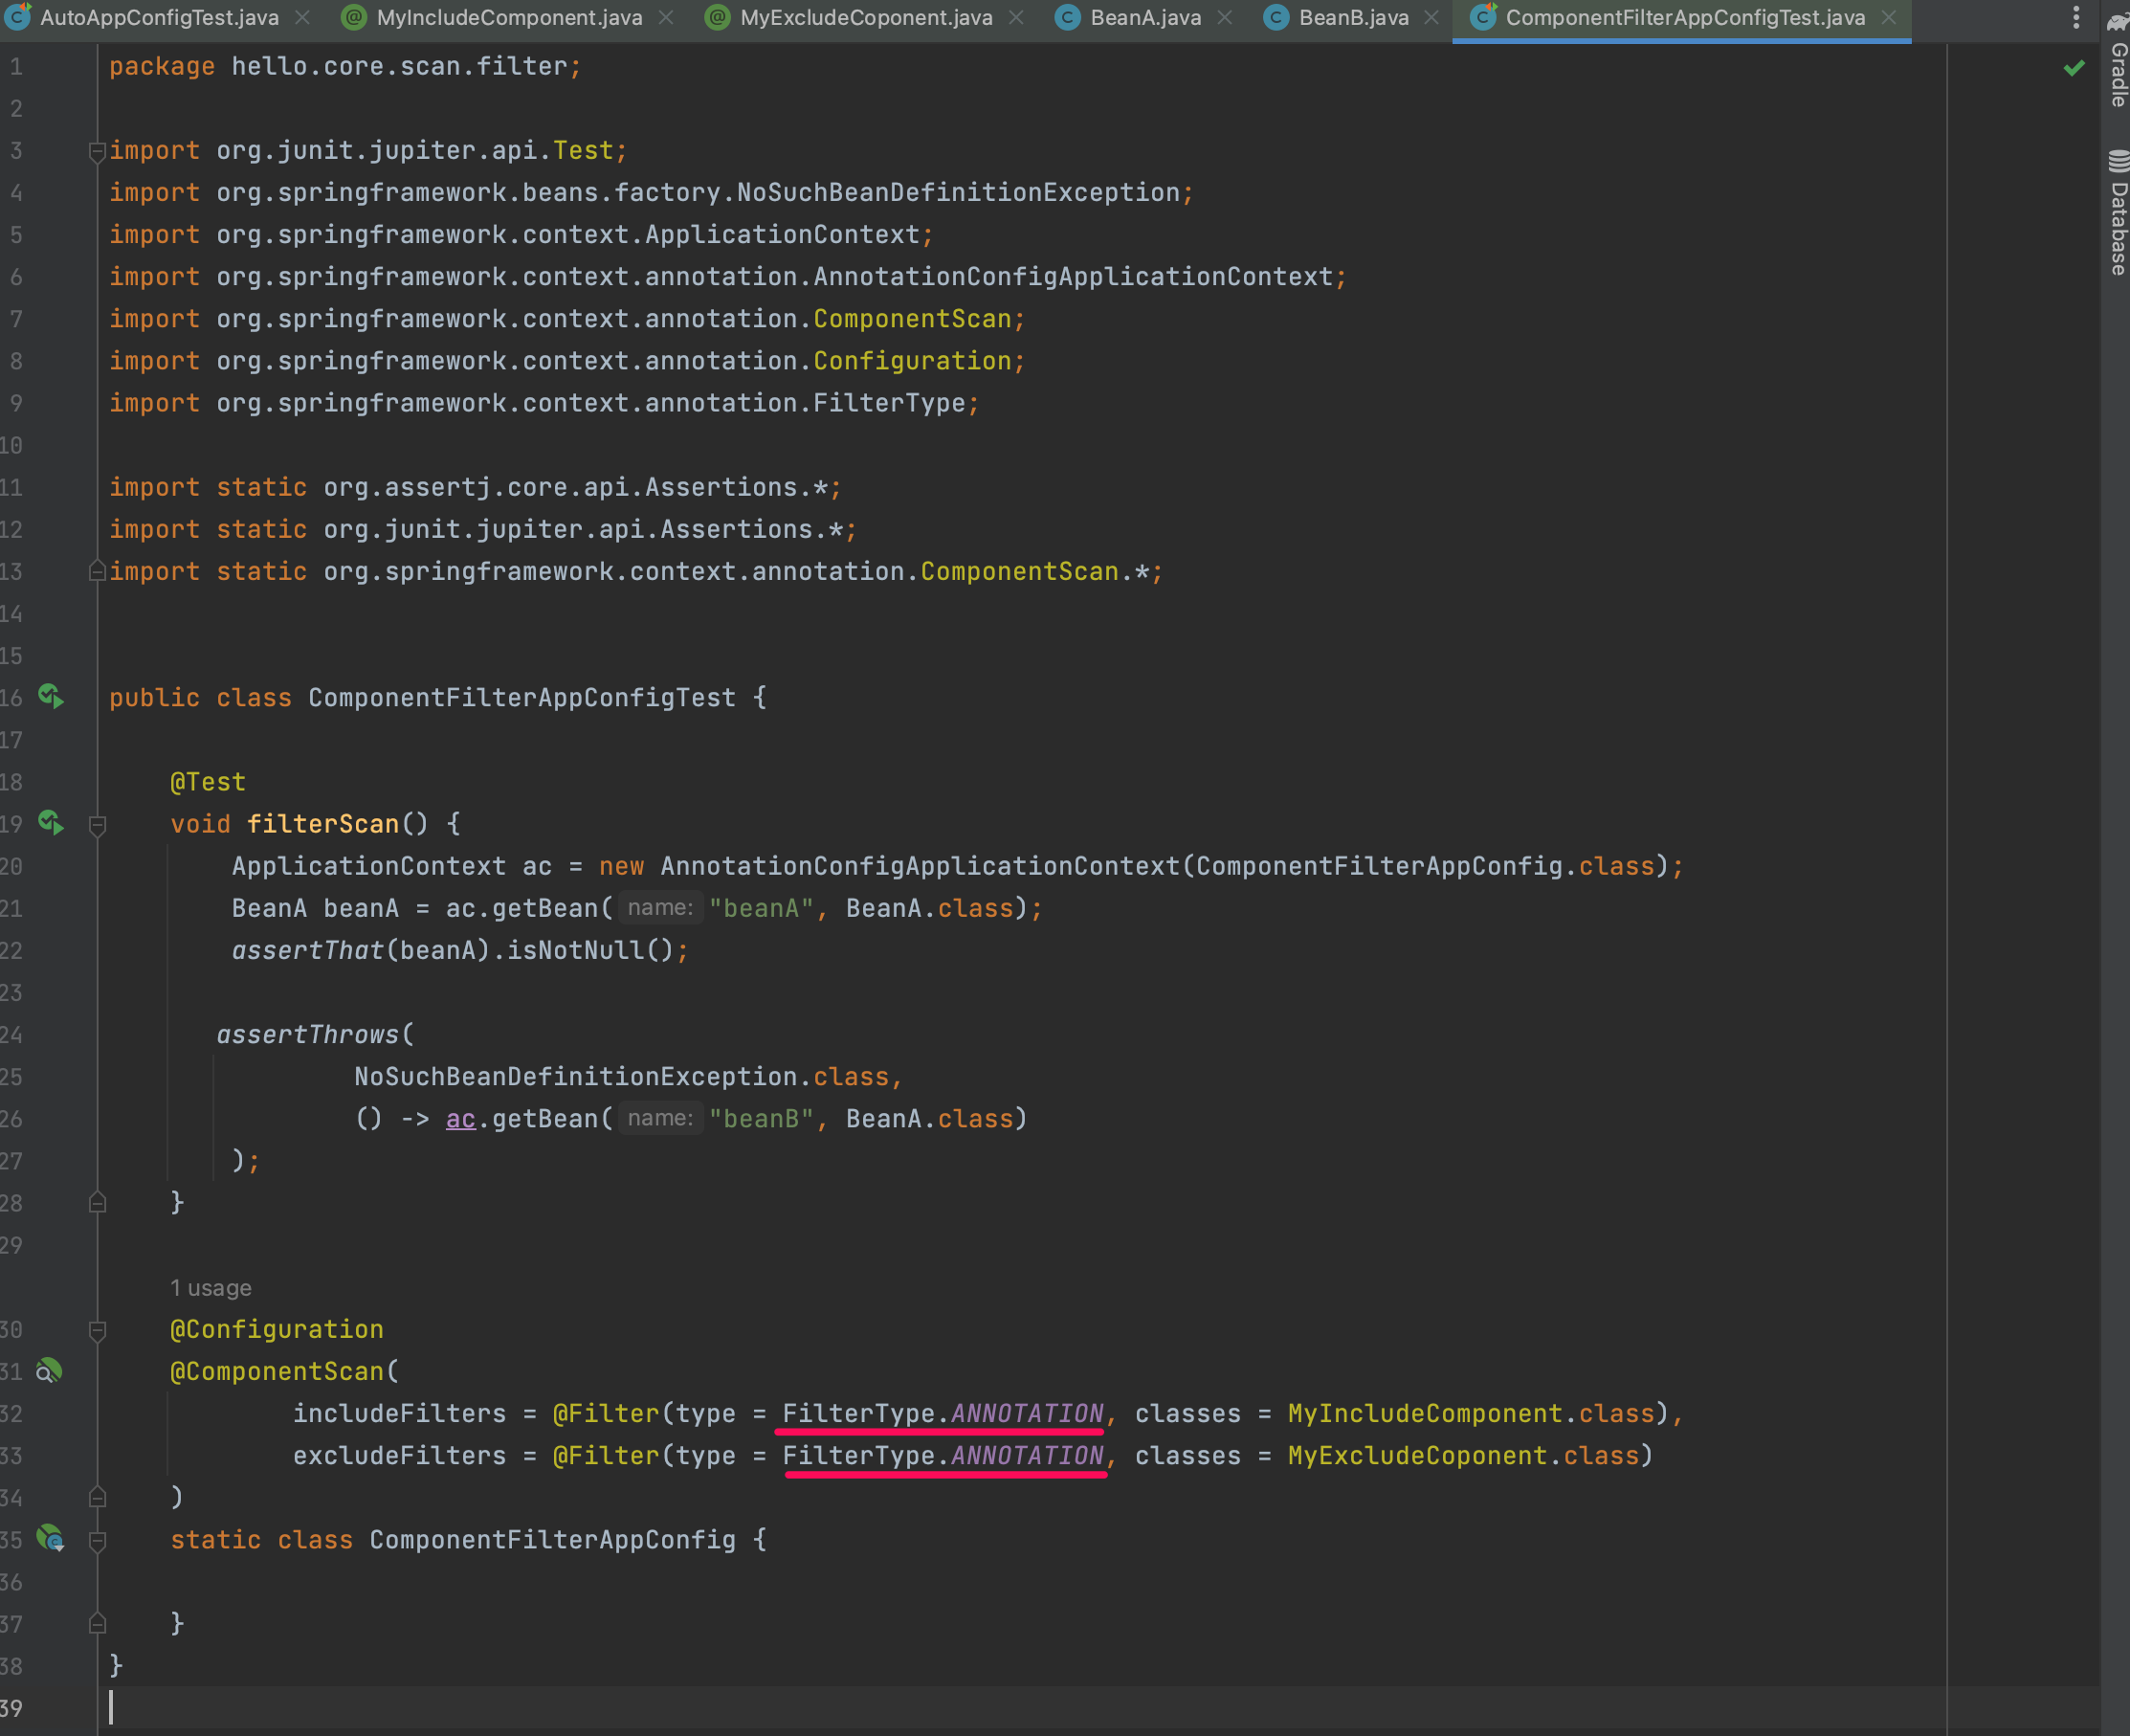 AutoAppConfigTest.java MyIncludeComponent.java MyExcludeCoponent.java BeanA.java BeanB.java ComponentFilterAppConfigTest.java
Gradle
Database
1 package hello.core.scan.filter;
2
3 import org.junit.jupiter.api.Test;
4 import org.springframework.beans.factory.NoSuchBeanDefinitionException;
5 import org.springframework.context.ApplicationContext;
6 import org.springframework.context.annotation.AnnotationConfigApplicationContext;
7 import org.springframework.context.annotation.ComponentScan;
8 import org.springframework.context.annotation.Configuration;
9 import org.springframework.context.annotation.FilterType;
10
11 import static org.assertj.core.api.Assertions.*;
12 import static org.junit.jupiter.api.Assertions.*;
13 import static org.springframework.context.annotation.ComponentScan.*;
14
15
16 public class ComponentFilterAppConfigTest {
17
18 @Test
19 void filterScan() {
20 ApplicationContext ac = new AnnotationConfigApplicationContext(ComponentFilterAppConfig.class);
21 BeanA beanA = ac.getBean( name: "beanA", BeanA.class);
22 assertThat(beanA).isNotNull();
23
24 assertThrows(
25 NoSuchBeanDefinitionException.class,
26 () -> ac.getBean( name: "beanB", BeanA.class)
27 );
28 }
29
1 usage
30 @Configuration
31 @ComponentScan(
32 includeFilters = @Filter(type = FilterType.ANNOTATION, classes = MyIncludeComponent.class),
33 excludeFilters = @Filter(type = FilterType.ANNOTATION, classes = MyExcludeCoponent.class)
34 )
35 static class ComponentFilterAppConfig {
36
37 }
38 }
39